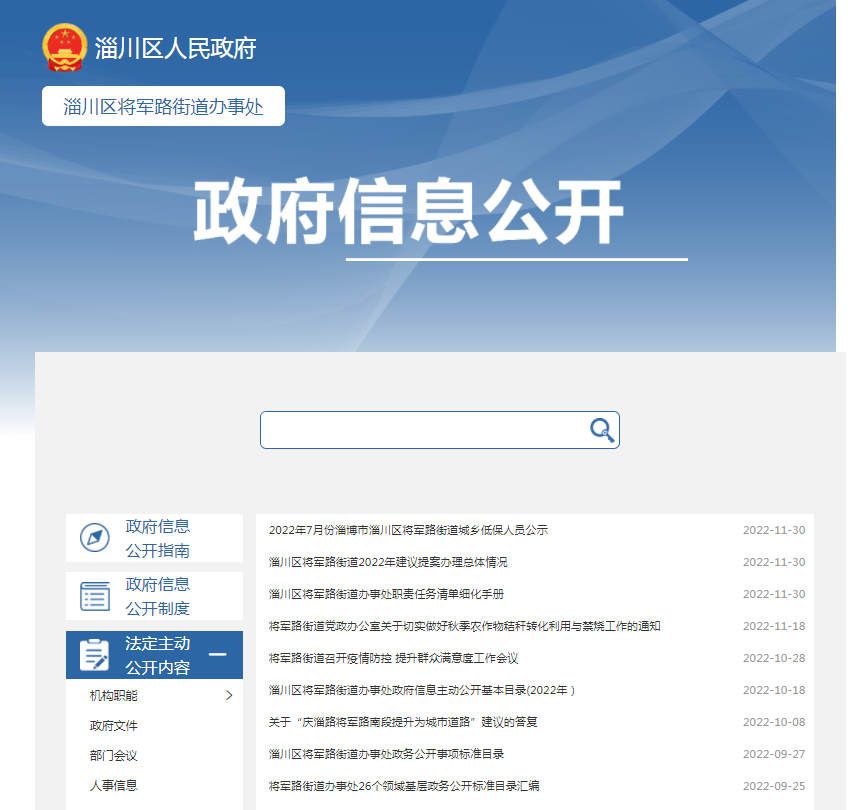 淄川区人民政府
淄川区将军路街道办事处
政府信息公开
政府信息
公开指南
政府信息
公开制度
法定主动
公开内容
机构职能
政府文件
部门会议
人事信息
2022年7月份淄博市淄川区将军路街道城乡低保人员公示 2022-11-30
淄川区将军路街道2022年建议提案办理总体情况 2022-11-30
淄川区将军路街道办事处职责任务清单细化手册 2022-11-30
将军路街道党政办公室关于切实做好秋季农作物秸秆转化利用与禁烧工作的通知 2022-11-18
将军路街道召开疫情防控 提升群众满意度工作会议 2022-10-28
淄川区将军路街道办事处政府信息主动公开基本目录(2022年 ) 2022-10-18
关于“庆淄路将军路南段提升为城市道路”建议的答复 2022-10-08
淄川区将军路街道办事处政务公开事项标准目录 2022-09-27
将军路街道办事处26个领域基层政务公开标准目录汇编 2022-09-25